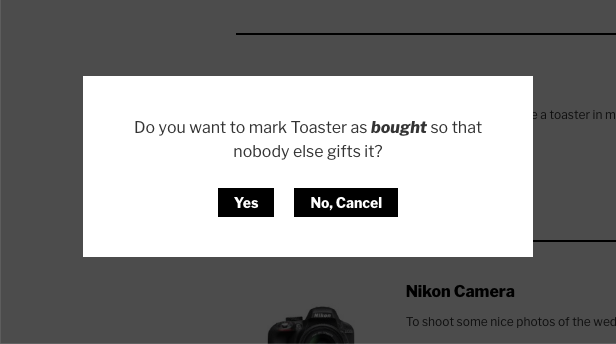 e a toaster in m
Do you want to mark Toaster as bought so that
nobody else gifts it?
Yes
No, Cancel
Nikon Camera
Nikon
To shoot some nice photos of the wed